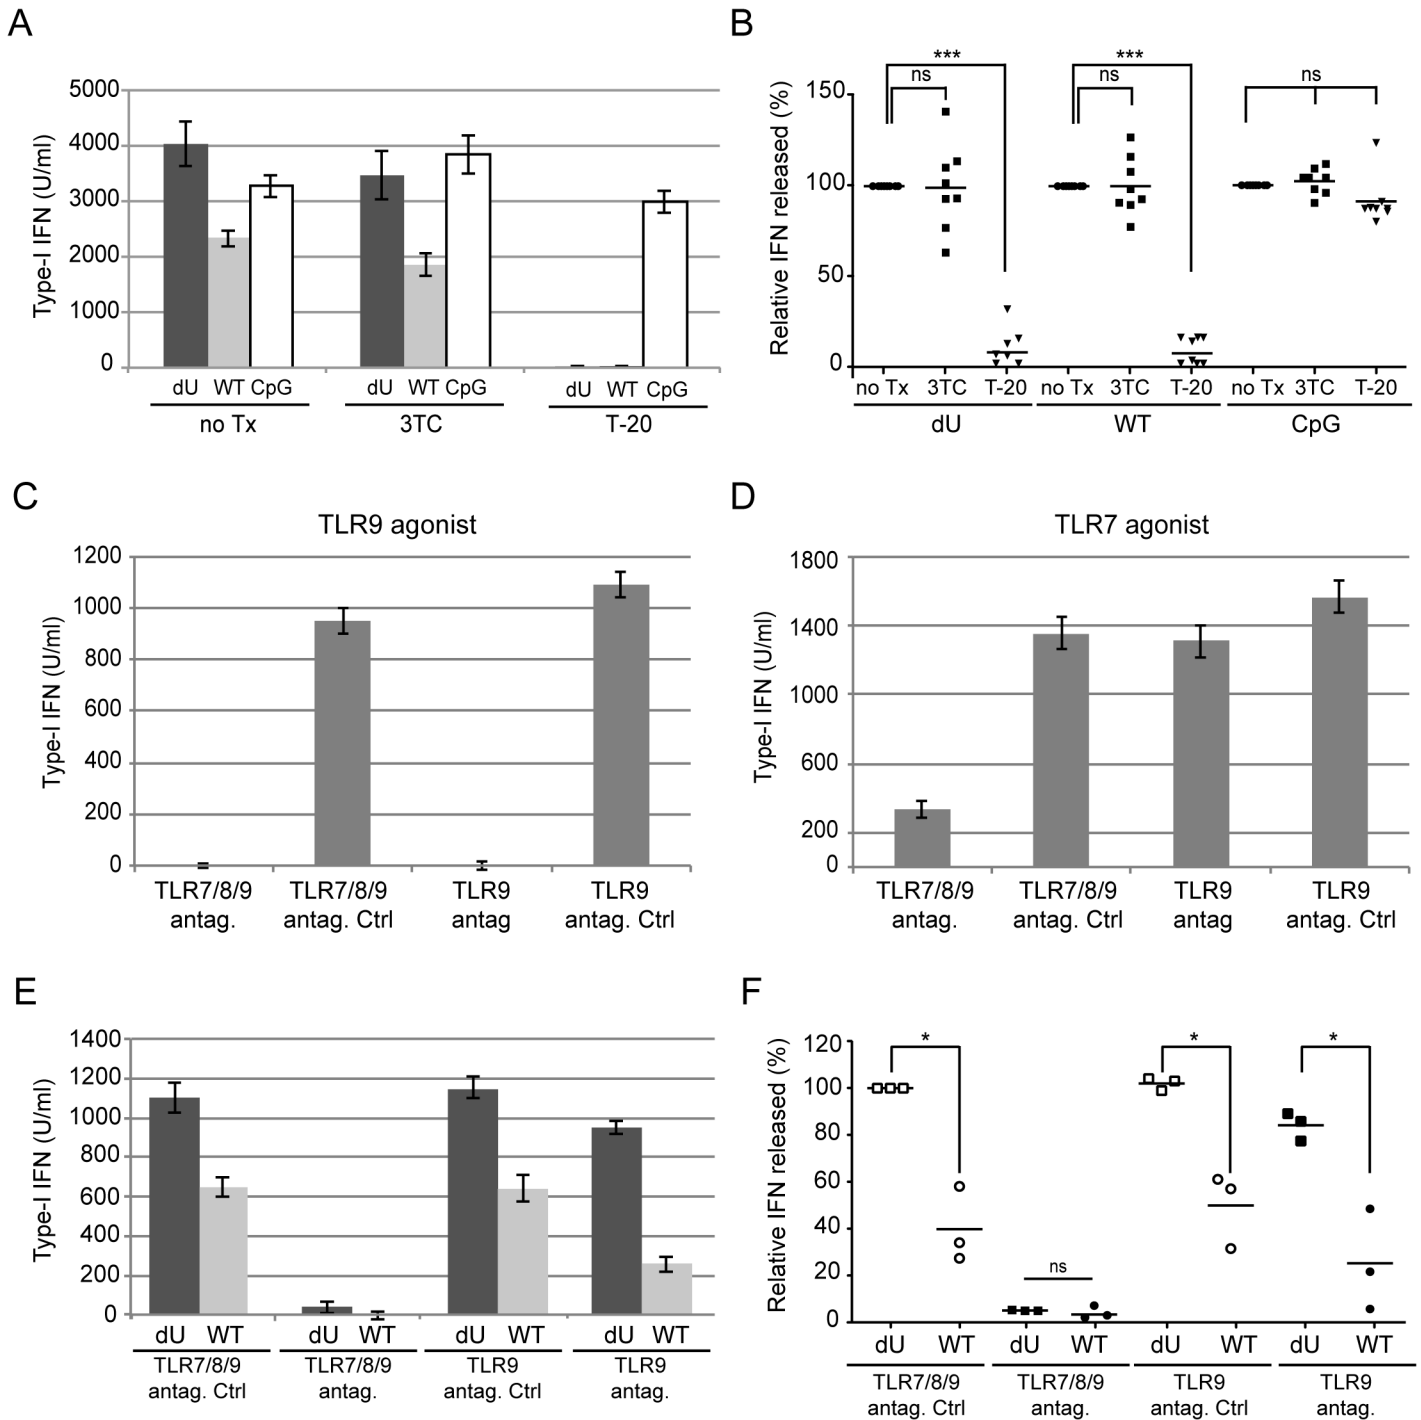 A
Type-I IFN (U/ml)
5000
4000
3000
2000
1000
0
dU WT CpG dU WT CpG dU WT CpG
no Tx 3TC T-20
B
Relative IFN released (%)
*** *** ns
ns ns
150
100
50
0
no Tx 3TC T-20 no Tx 3TC T-20 no Tx 3TC T-20
dU WT CpG
C
TLR9 agonist
Type-I IFN (U/ml)
1200
1000
800
600
400
200
0
TLR7/8/9 TLR7/8/9 TLR9 TLR9
antag. antag. Ctrl antag antag. Ctrl
D
TLR7 agonist
Type-I IFN (U/ml)
1800
1400
1000
600
200
0
TLR7/8/9 TLR7/8/9 TLR9 TLR9
antag. antag. Ctrl antag antag. Ctrl
E
Type-I IFN (U/ml)
1400
1200
1000
800
600
400
200
0
dU WT dU WT dU WT dU WT
TLR7/8/9 TLR7/8/9 TLR9 TLR9
antag. Ctrl antag. antag. Ctrl antag.
F
Relative IFN released (%)
* * *
ns
120
100
80
60
40
20
0
dU WT dU WT dU WT dU WT
TLR7/8/9 TLR7/8/9 TLR9 TLR9
antag. Ctrl antag. antag. Ctrl antag.